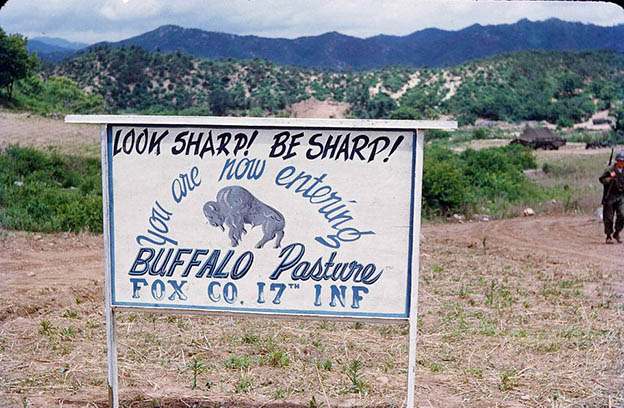 LOOK SHARP! BE SHARP!
You are now entering
BUFFALO Pasture
FOX CO. 17TH INF